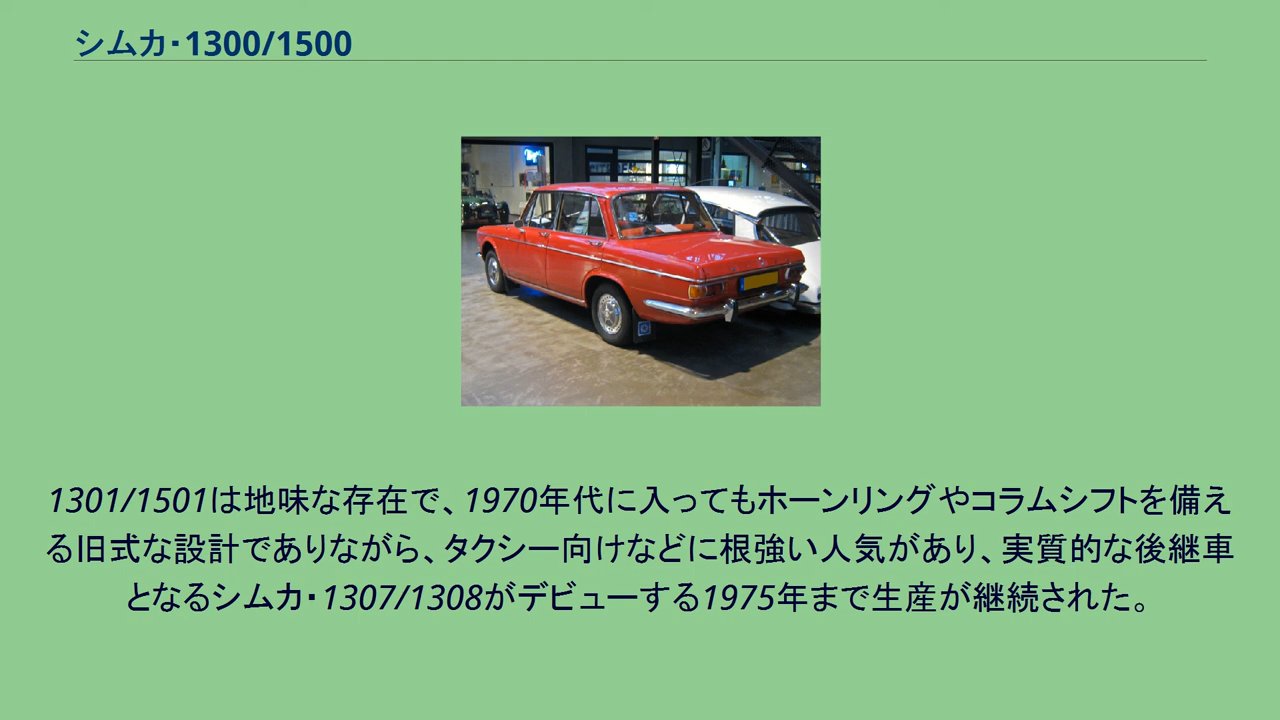 シムカ・1300/1500
1301/1501は地味な存在で、1970年代に入ってもホーンリングやコラムシフトを備え
る旧式な設計でありながら、タクシー向けなどに根強い人気があり、実質的な後継車
となるシムカ・1307/1308がデビューする1975年まで生産が継続された。